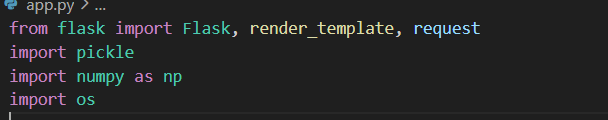 app.py > ...
from flask import Flask, render_template, request
import pickle
import numpy as np
import os